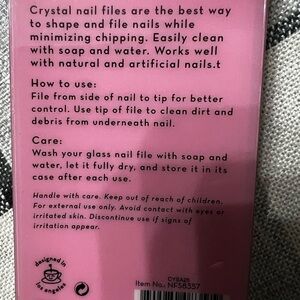 Crystal nail files are the best way
to shape and file nails while
minimizing chipping. Easily clean
with soap and water. Works well
with natural and artificial nails.t
How to use:
File from side of nail to tip for better
control. Use tip of file to clean dirt and
debris from underneath nail.
Care:
Wash your glass nail file with soap and
water, let it fully dry, and store it in its
case after each use.
Handle with care. Keep out of reach of children.
For external use only. Avoid contact with eyes or
irritated skin. Discontinue use if signs of
irritation appear.
designed in
los angeles
Item No.: NF58357